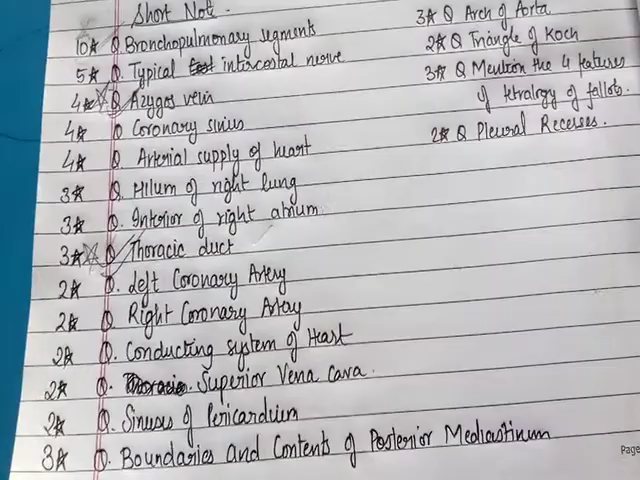 Short Note.
10☆ Q Bronchopulmonary segments
5☆ Q. Typical intercostal nerve
4☆ Q Azygos vein
4☆ Q Coronary sinus
4☆ Q Arterial supply of heart
3☆ Q. Hilum of right lung
3☆ Q. Interior of right atrium
3☆ Q Thoracic duct
2☆ Q. Left Coronary Artery
2☆ Q. Right Coronary Artery
2☆ Q. Conducting system of Heart
2☆ Q. Superior Vena Cava.
2☆ Q. Sinuses of Pericardium
3☆ Q. Boundaries and Contents of Posterior Mediastinum
3☆ Q Arch of Aorta
2☆ Q Triangle of Koch
3☆ Q Mention the 4 features
of tetralogy of fallots.
2☆ Q Pleural Recesses.
Page